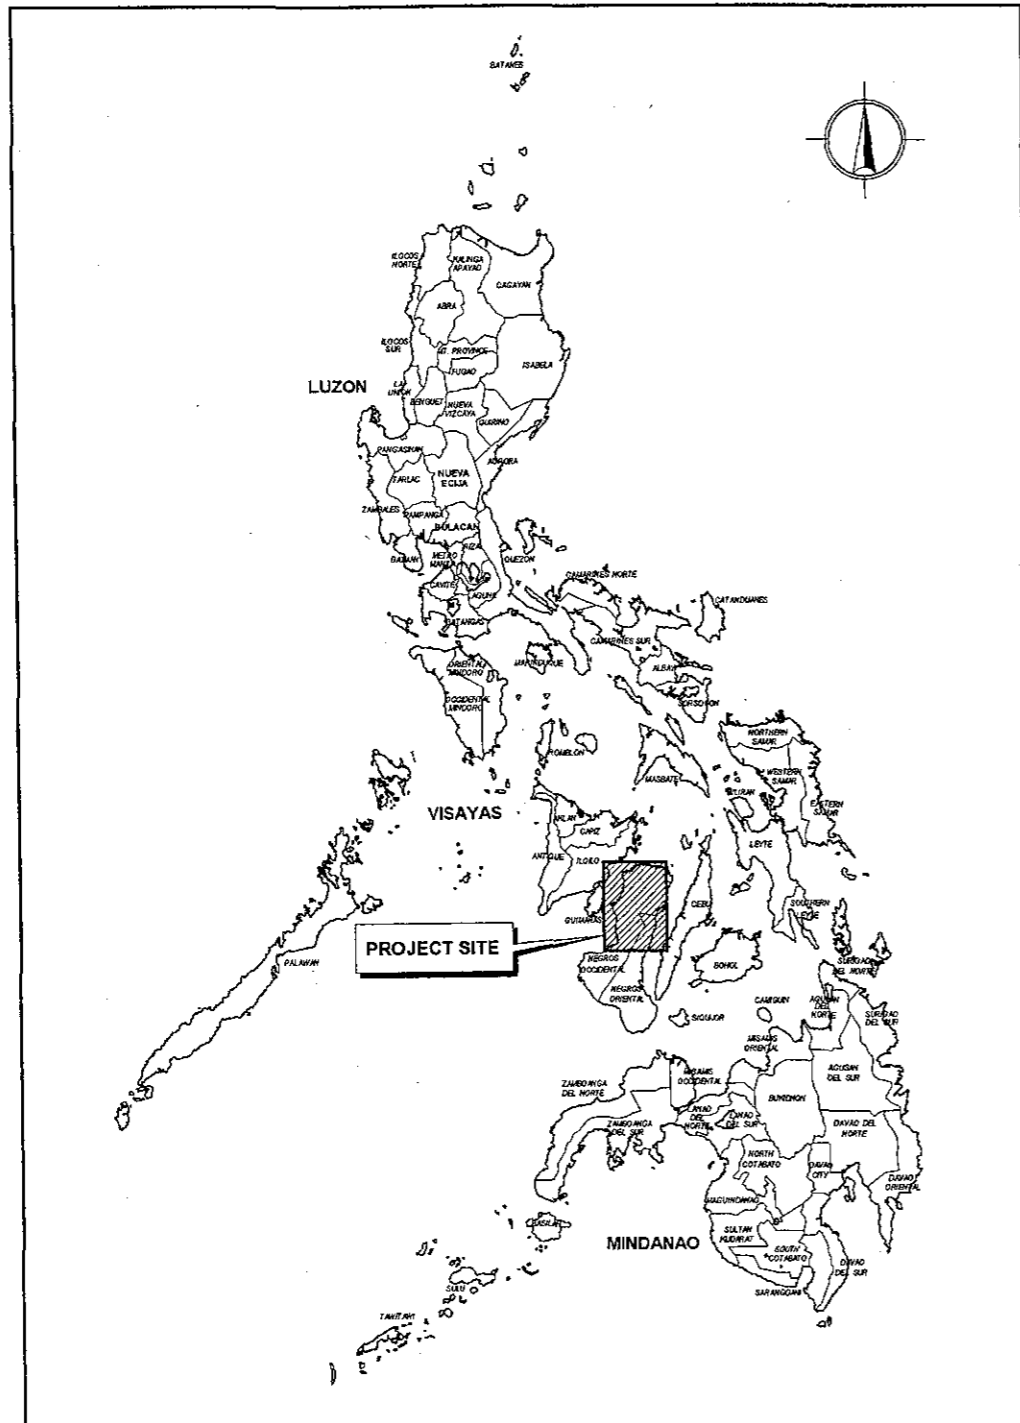 BATANES
ILOCOS
NORTE
KALINGA
APAYAO
CAGAYAN
ABRA
ILOCOS
SUR
MT. PROVINCE
ISABELA
IFUGAO
LUZON
LA
UNION
BENGUET
NUEVA
VIZCAYA
QUIRINO
PANGASINAN
AURORA
TARLAC
NUEVA
ECIJA
ZAMBALES
PAMPANGA
BULACAN
BATAAN
METRO
MANILA
RIZAL
QUEZON
CAVITE
LAGUNA
BATANGAS
CAMARINES NORTE
CATANDUANES
CAMARINES SUR
ALBAY
SORSOGON
MARINDUQUE
ORIENTAL
MINDORO
OCCIDENTAL
MINDORO
ROMBLON
MASBATE
NORTHERN
SAMAR
WESTERN
SAMAR
EASTERN
SAMAR
BILIRAN
VISAYAS
AKLAN
CAPIZ
ANTIQUE
ILOILO
LEYTE
GUIMARAS
CEBU
SOUTHERN
LEYTE
PROJECT SITE
PALAWAN
NEGROS
OCCIDENTAL
NEGROS
ORIENTAL
BOHOL
SURIGAO
DEL NORTE
SIQUIJOR
CAMIGUIN
AGUSAN
DEL
NORTE
SURIGAO
DEL SUR
MISAMIS
ORIENTAL
AGUSAN
DEL SUR
ZAMBOANGA
DEL NORTE
MISAMIS
OCCIDENTAL
BUKIDNON
LANAO
DEL
NORTE
LANAO
DEL SUR
ZAMBOANGA
DEL SUR
DAVAO DEL
NORTE
NORTH
COTABATO
DAVAO
CITY
DAVAO
ORIENTAL
MAGUINDANAO
BASILAN
SULTAN
KUDARAT
MINDANAO
SOUTH
COTABATO
DAVAO
DEL SUR
SARANGGANI
SULU
TAWITAWI